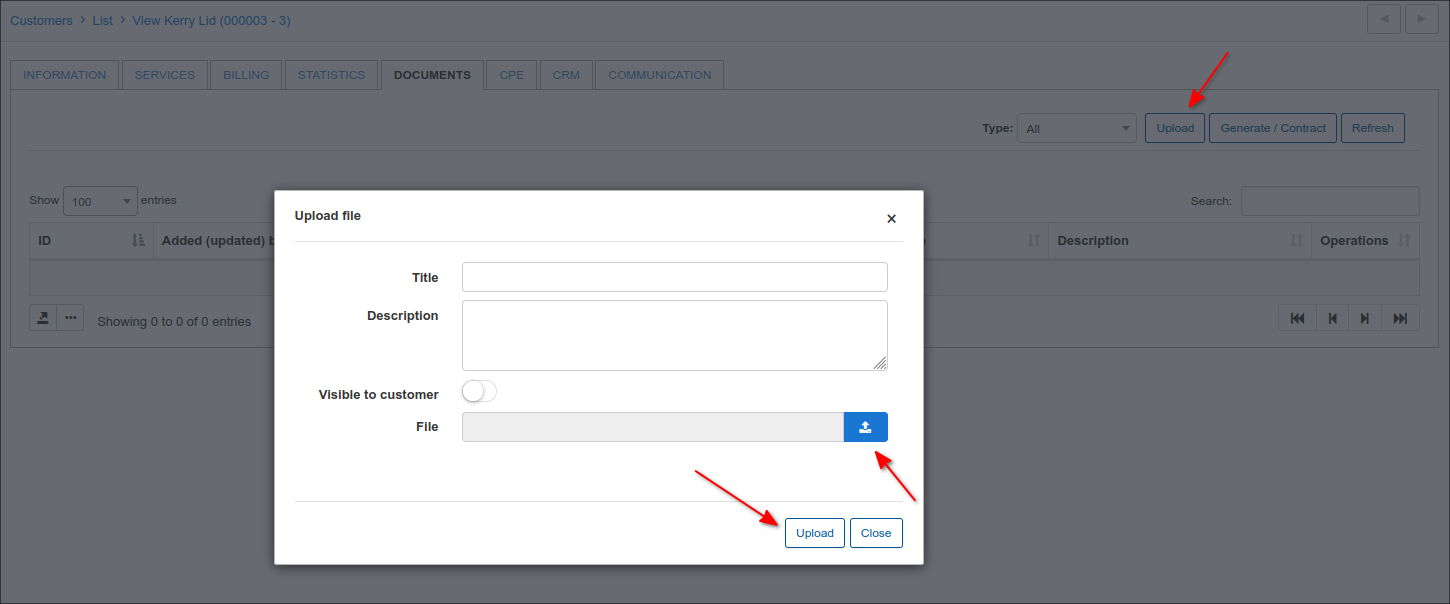 Customers > List > View Kerry Lid (000003 - 3)
INFORMATION SERVICES BILLING STATISTICS DOCUMENTS CPE CRM COMMUNICATION
Type: All Upload Generate / Contract Refresh
Show 100 entries Search:
ID Added (updated) Description Operations
Showing 0 to 0 of 0 entries
Upload file ×
Title
Description
Visible to customer
File
Upload Close